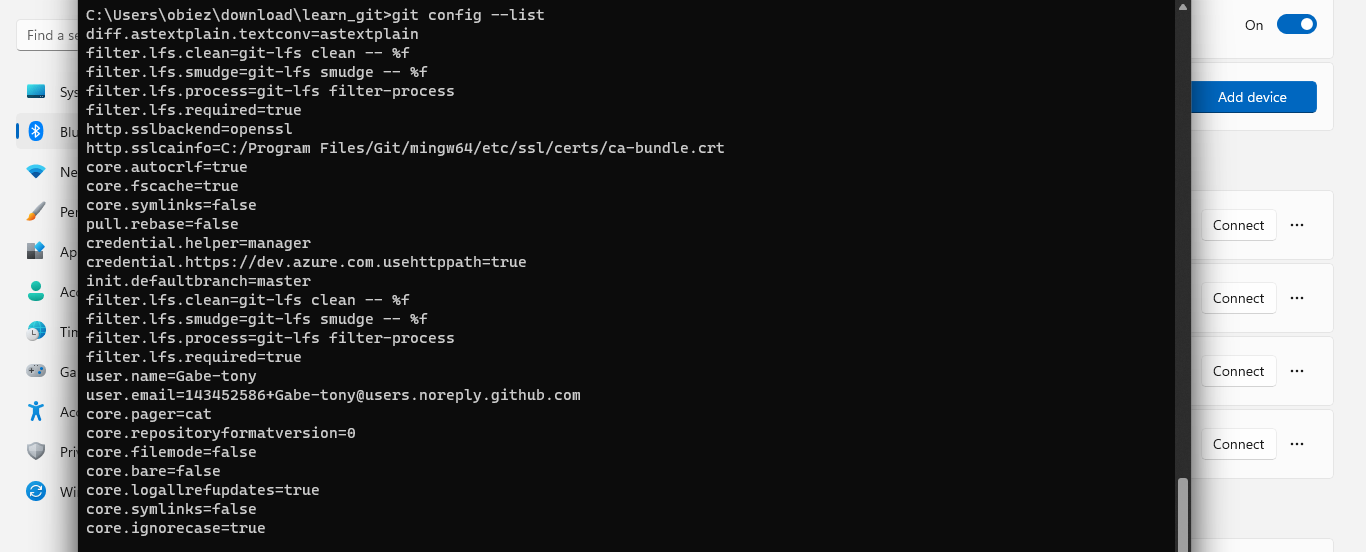 C:\Users\obiez\download\learn_git>git config --list
diff.astextplain.textconv=astextplain
filter.lfs.clean=git-lfs clean -- %f
filter.lfs.smudge=git-lfs smudge -- %f
filter.lfs.process=git-lfs filter-process
filter.lfs.required=true
http.sslbackend=openssl
http.sslcainfo=C:/Program Files/Git/mingw64/etc/ssl/certs/ca-bundle.crt
core.autocrlf=true
core.fscache=true
core.symlinks=false
pull.rebase=false
credential.helper=manager
credential.https://dev.azure.com.usehttppath=true
init.defaultbranch=master
filter.lfs.clean=git-lfs clean -- %f
filter.lfs.smudge=git-lfs smudge -- %f
filter.lfs.process=git-lfs filter-process
filter.lfs.required=true
user.name=Gabe-tony
user.email=143452586+Gabe-tony@users.noreply.github.com
core.pager=cat
core.repositoryformatversion=0
core.filemode=false
core.bare=false
core.logallrefupdates=true
core.symlinks=false
core.ignorecase=true
Find a se
Sys
Blu
Ne
Per
Ap
Acc
Tim
Ga
Acc
Pri
Wi
On
Add device
Connect
Connect
Connect
Connect